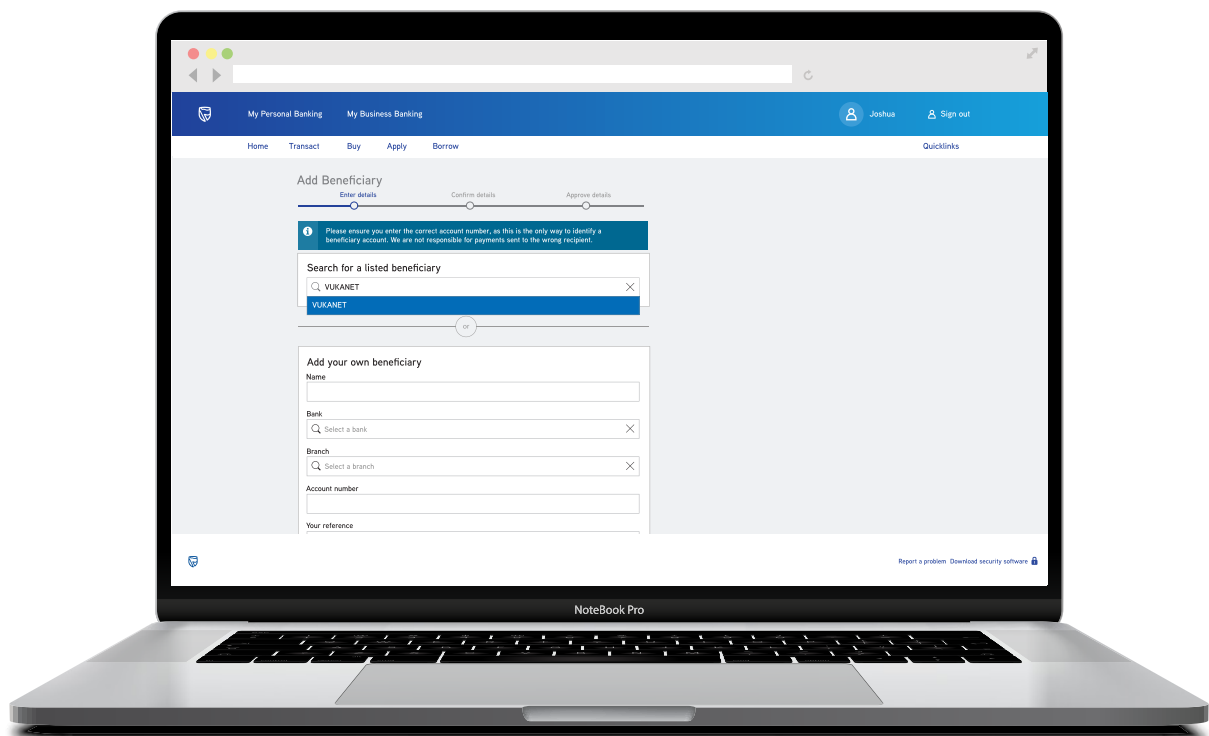 My Personal Banking My Business Banking Joshua Sign out
Home Transact Buy Apply Borrow Quicklinks
Add Beneficiary
Enter details Confirm details Approve details
Please ensure you enter the correct account number, as this is the only way to identify a
beneficiary account. We are not responsible for payments sent to the wrong recipient.
Search for a listed beneficiary
VUKANET
VUKANET
or
Add your own beneficiary
Name
Bank
Select a bank
Branch
Select a branch
Account number
Your reference
Report a problem Download security software
NoteBook Pro